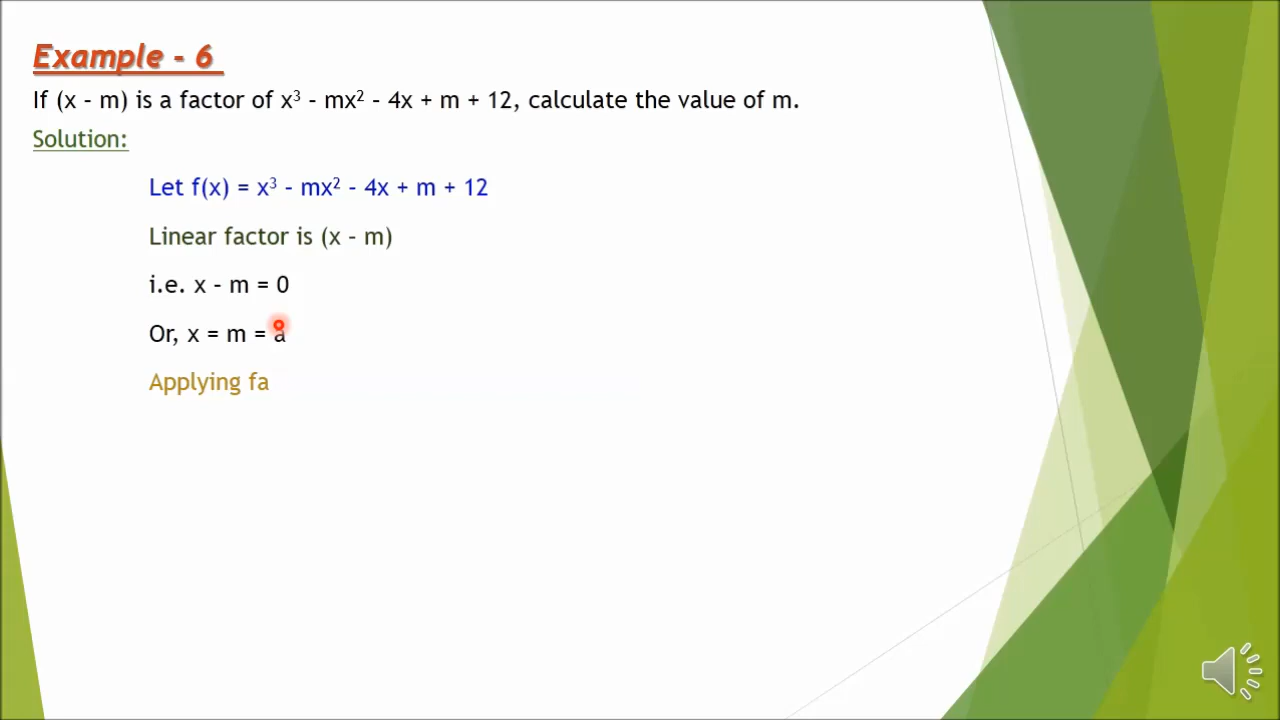 Example - 6
If (x - m) is a factor of x³ - mx² - 4x + m + 12, calculate the value of m.
Solution:
Let f(x) = x³ - mx² - 4x + m + 12
Linear factor is (x - m)
i.e. x - m = 0
Or, x = m = a
Applying fa